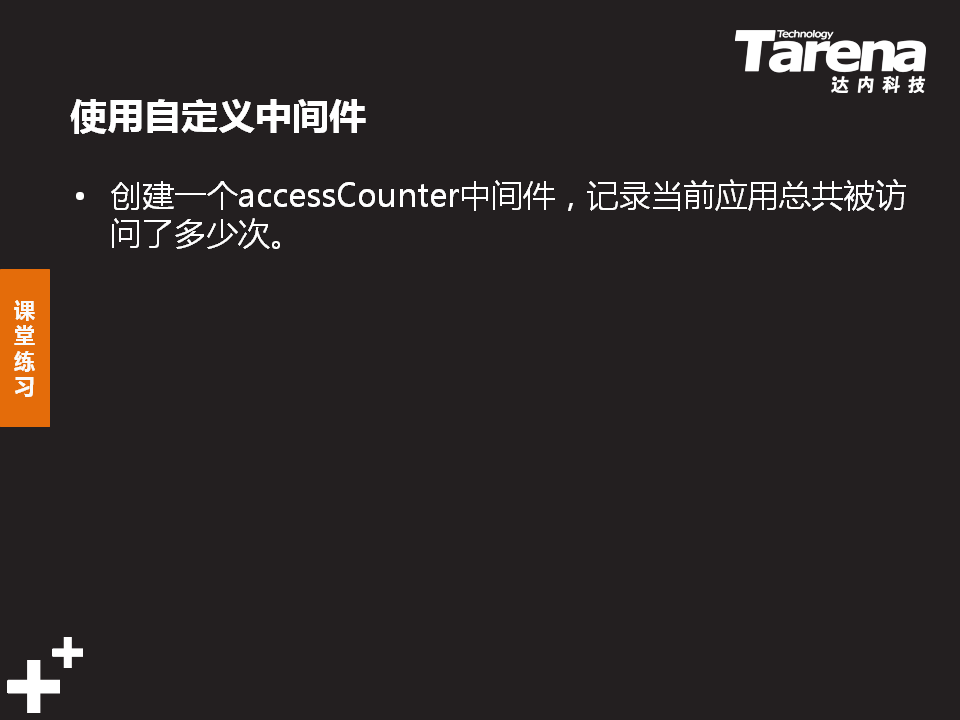 Technology
Tarena
达内科技
使用自定义中间件
• 创建一个accessCounter中间件，记录当前应用总共被访
问了多少次。
课
堂
练
习